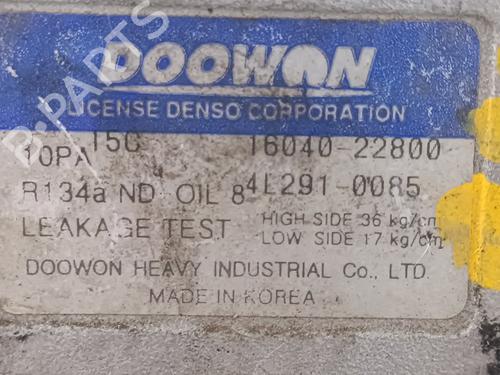 DOOWON
LICENSE DENSO CORPORATION
10PA 15C 16040-22800
R134a ND-OIL 8 4L291-0085
LEAKAGE TEST HIGH SIDE 36 kg/cm
LOW SIDE 17 kg/cm
DOOWON HEAVY INDUSTRIAL Co., LTD.
MADE IN KOREA
B-PARTS